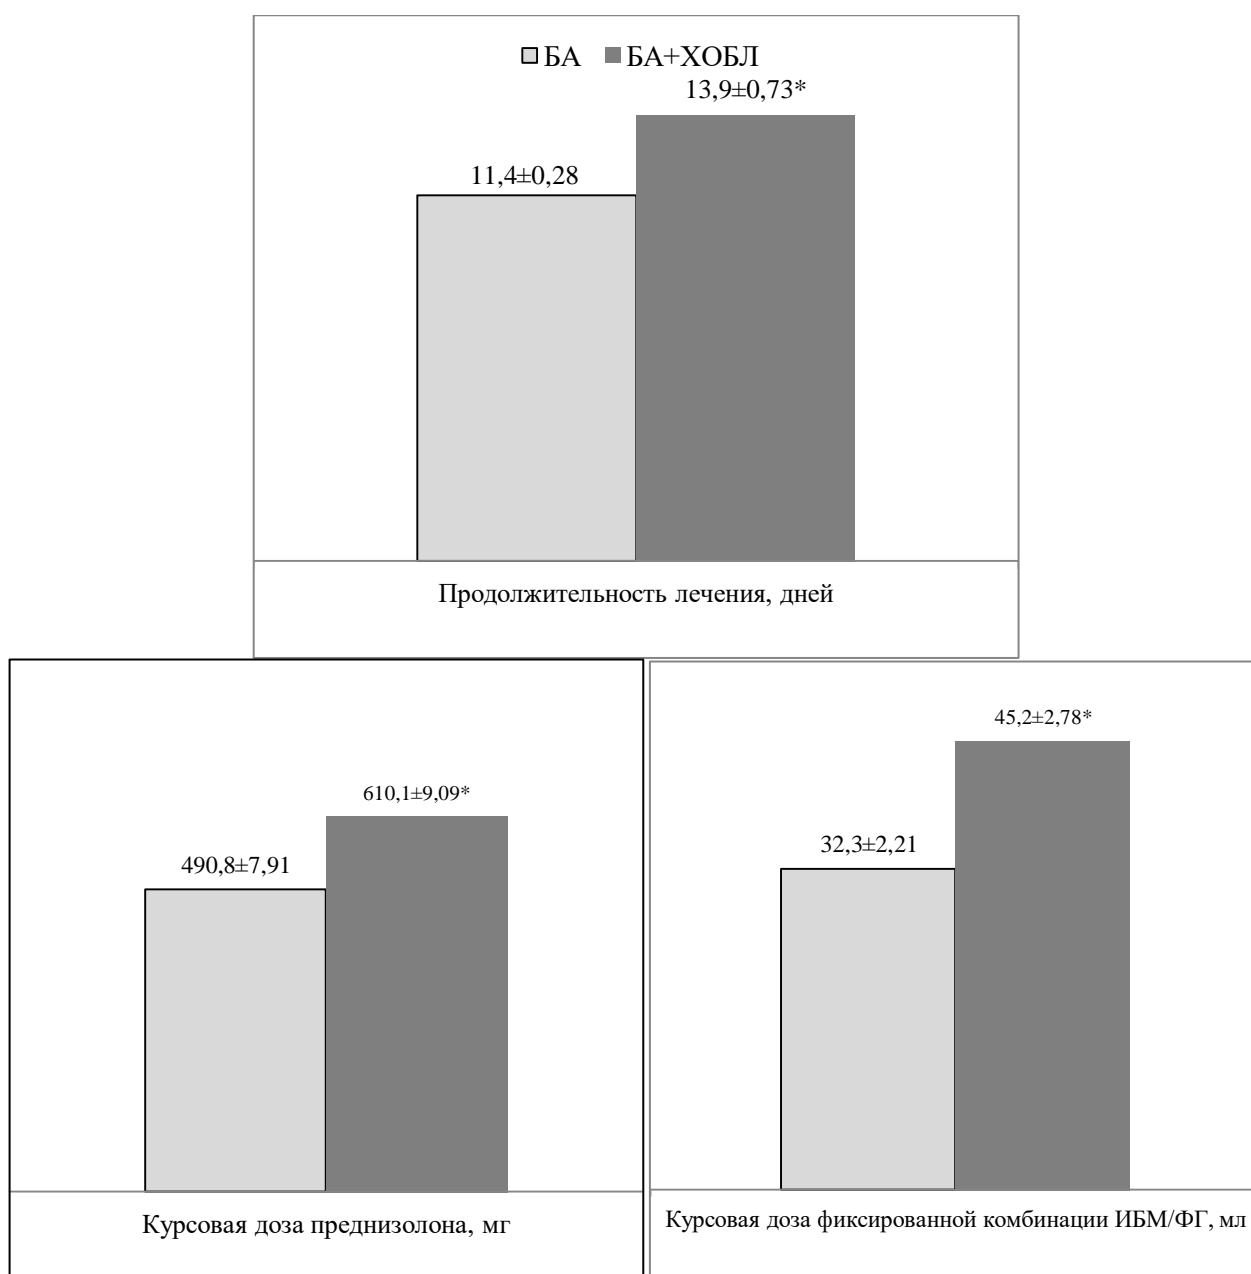 БА БА+ХОБЛ
13,9±0,73*
11,4±0,28
Продолжительность лечения, дней
610,1±9,09*
490,8±7,91
Курсовая доза преднизолона, мг
45,2±2,78*
32,3±2,21
Курсовая доза фиксированной комбинации ИБМ/ФГ, мл